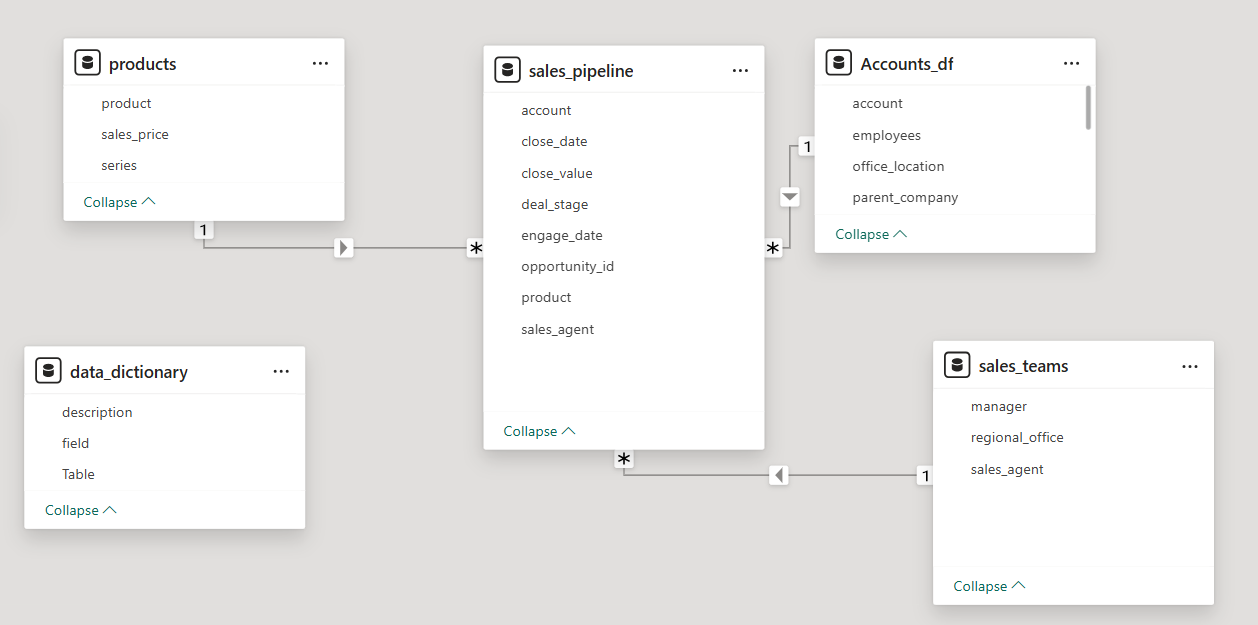 products
product
sales_price
series
Collapse
1
*
sales_pipeline
account
close_date
close_value
deal_stage
engage_date
opportunity_id
product
sales_agent
Collapse
*
Accounts_df
account
employees
office_location
parent_company
Collapse
1
*
data_dictionary
description
field
Table
Collapse
sales_teams
manager
regional_office
sales_agent
Collapse
1